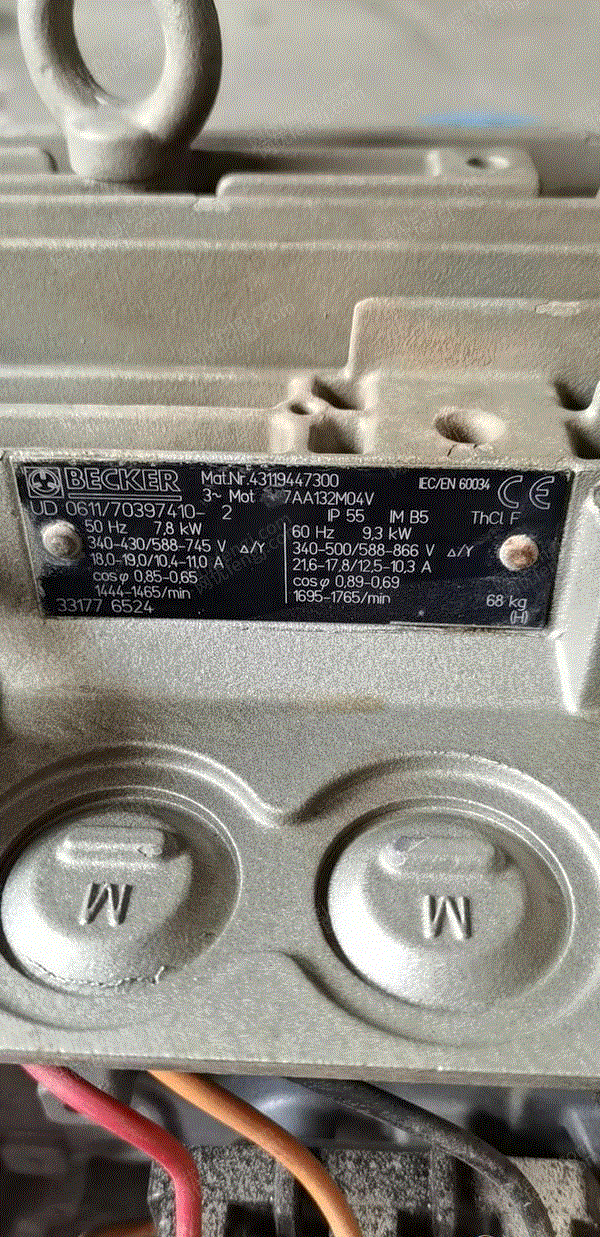 BECKER
Mat.Nr.43119447300
IEC/EN 60034 CE
3~ Mot 7AA132M04V
UD 0611/70397410- 2
IP 55 IM B5 ThCl F
50 Hz 7,8 kW
340-430/588-745 V △/Y
18,0-19,0/10,4-11,0 A
cosφ 0,85-0,65
1444-1465/min
60 Hz 9,3 kW
340-500/588-866 V △/Y
21,6-17,8/12,5-10,3 A
cosφ 0,89-0,69
1695-1765/min
33177 6524
68 kg
(H)
M
M